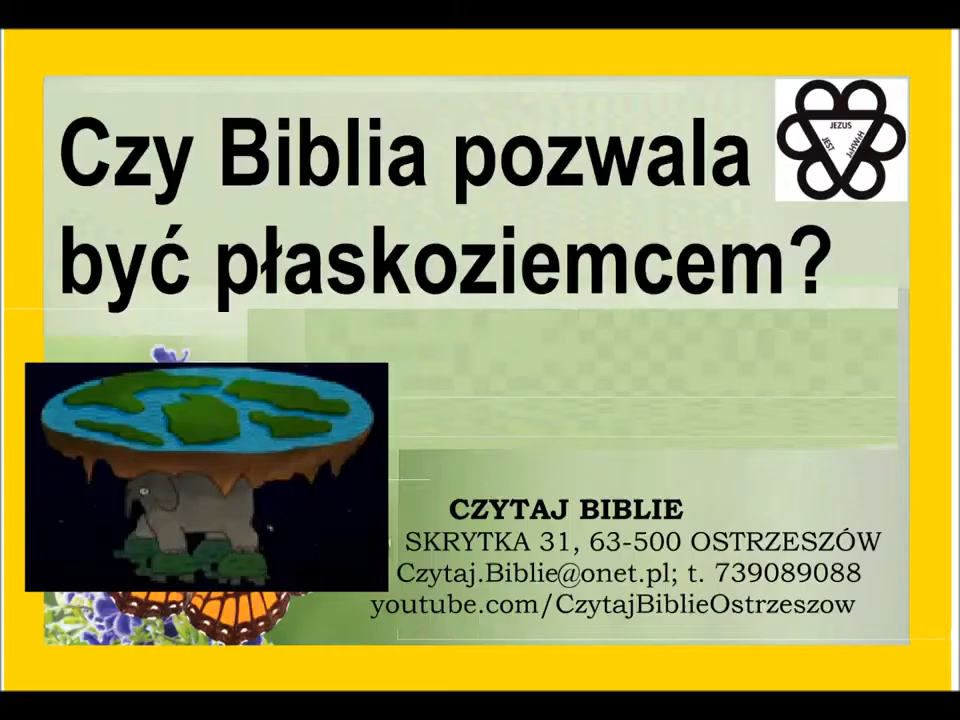 Czy Biblia pozwala
być płaskoziemcem?
JEZUS
JEST
JaHWeH
CZYTAJ BIBLIE
SKRYTKA 31, 63-500 OSTRZESZÓW
Czytaj.Biblie@onet.pl; t. 739089088
youtube.com/CzytajBiblieOstrzeszow